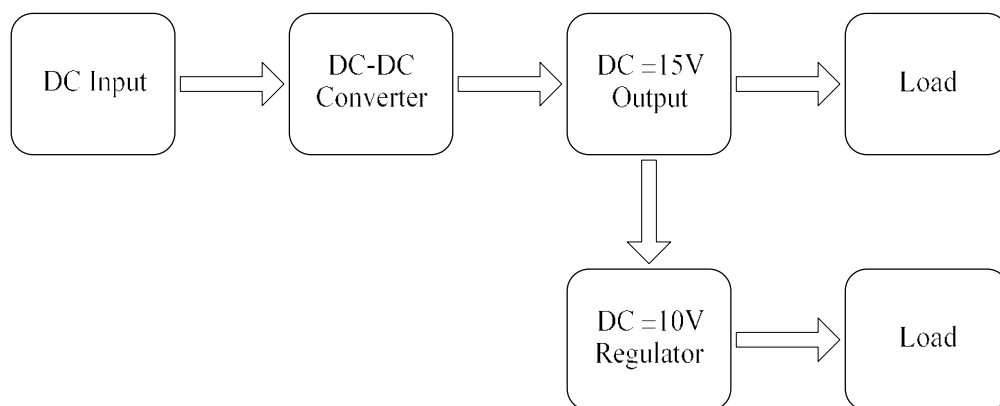 DC Input
DC-DC
Converter
DC =15V
Output
Load
DC =10V
Regulator
Load